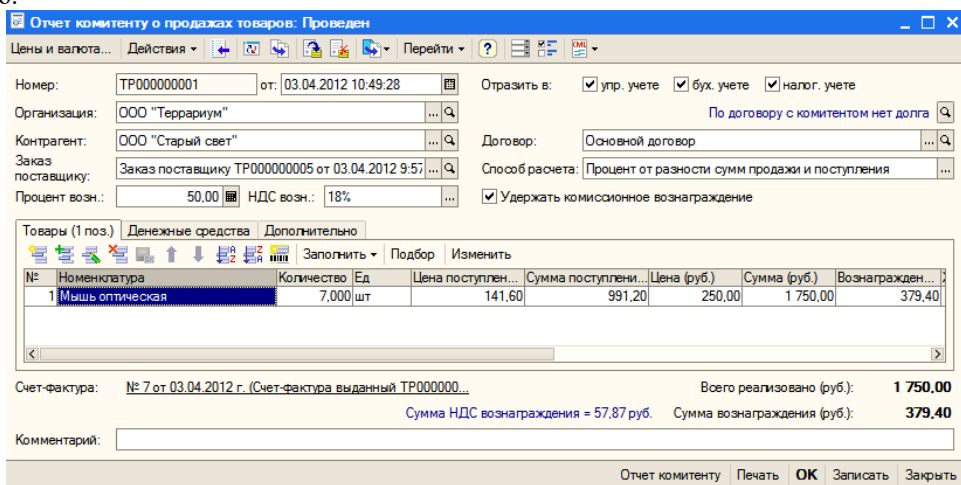 Отчет комитенту о продажах товаров: Проведен
Цены и валюта... Действия Перейти
Номер: ТР000000001 от: 03.04.2012 10:49:28 Отразить в: упр. учете бух. учете налог. учете
Организация: ООО "Террариум" По договору с комитентом нет долга
Контрагент: ООО "Старый свет" Договор: Основной договор
Заказ
поставщику: Заказ поставщику ТР000000005 от 03.04.2012 9:57 Способ расчета: Процент от разности сумм продажи и поступления
Процент возн.: 50,00 НДС возн.: 18% Удержать комиссионное вознаграждение
Товары (1 поз.) Денежные средства Дополнительно
Заполнить Подбор Изменить
№ Номенклатура Количество Ед Цена поступлен... Сумма поступлени... Цена (руб.) Сумма (руб.) Вознагражден...
1 Мышь оптическая 7,000 шт 141,60 991,20 250,00 1 750,00 379,40
Счет-фактура: № 7 от 03.04.2012 г. (Счет-фактура выданный ТР000000... Всего реализовано (руб.): 1 750,00
Сумма НДС вознаграждения = 57,87 руб. Сумма вознаграждения (руб.): 379,40
Комментарий:
Отчет комитенту Печать OK Записать Закрыть